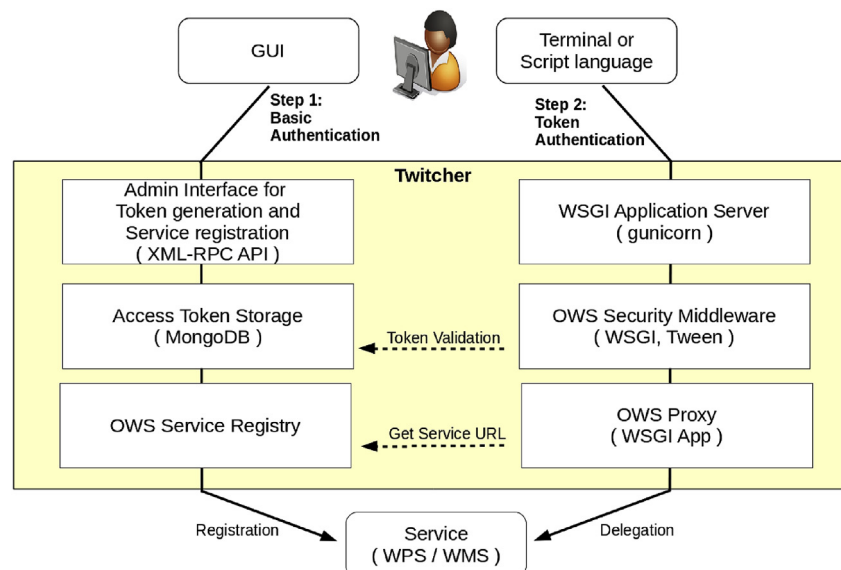 GUI
Terminal or
Script language
Step 1:
Basic
Authentication
Step 2:
Token
Authentication
Twitcher
Admin Interface for
Token generation and
Service registration
( XML-RPC API )
WSGI Application Server
( gunicorn )
Access Token Storage
( MongoDB )
Token Validation
OWS Security Middleware
( WSGI, Tween )
OWS Service Registry
Get Service URL
OWS Proxy
( WSGI App )
Registration
Service
( WPS / WMS )
Delegation